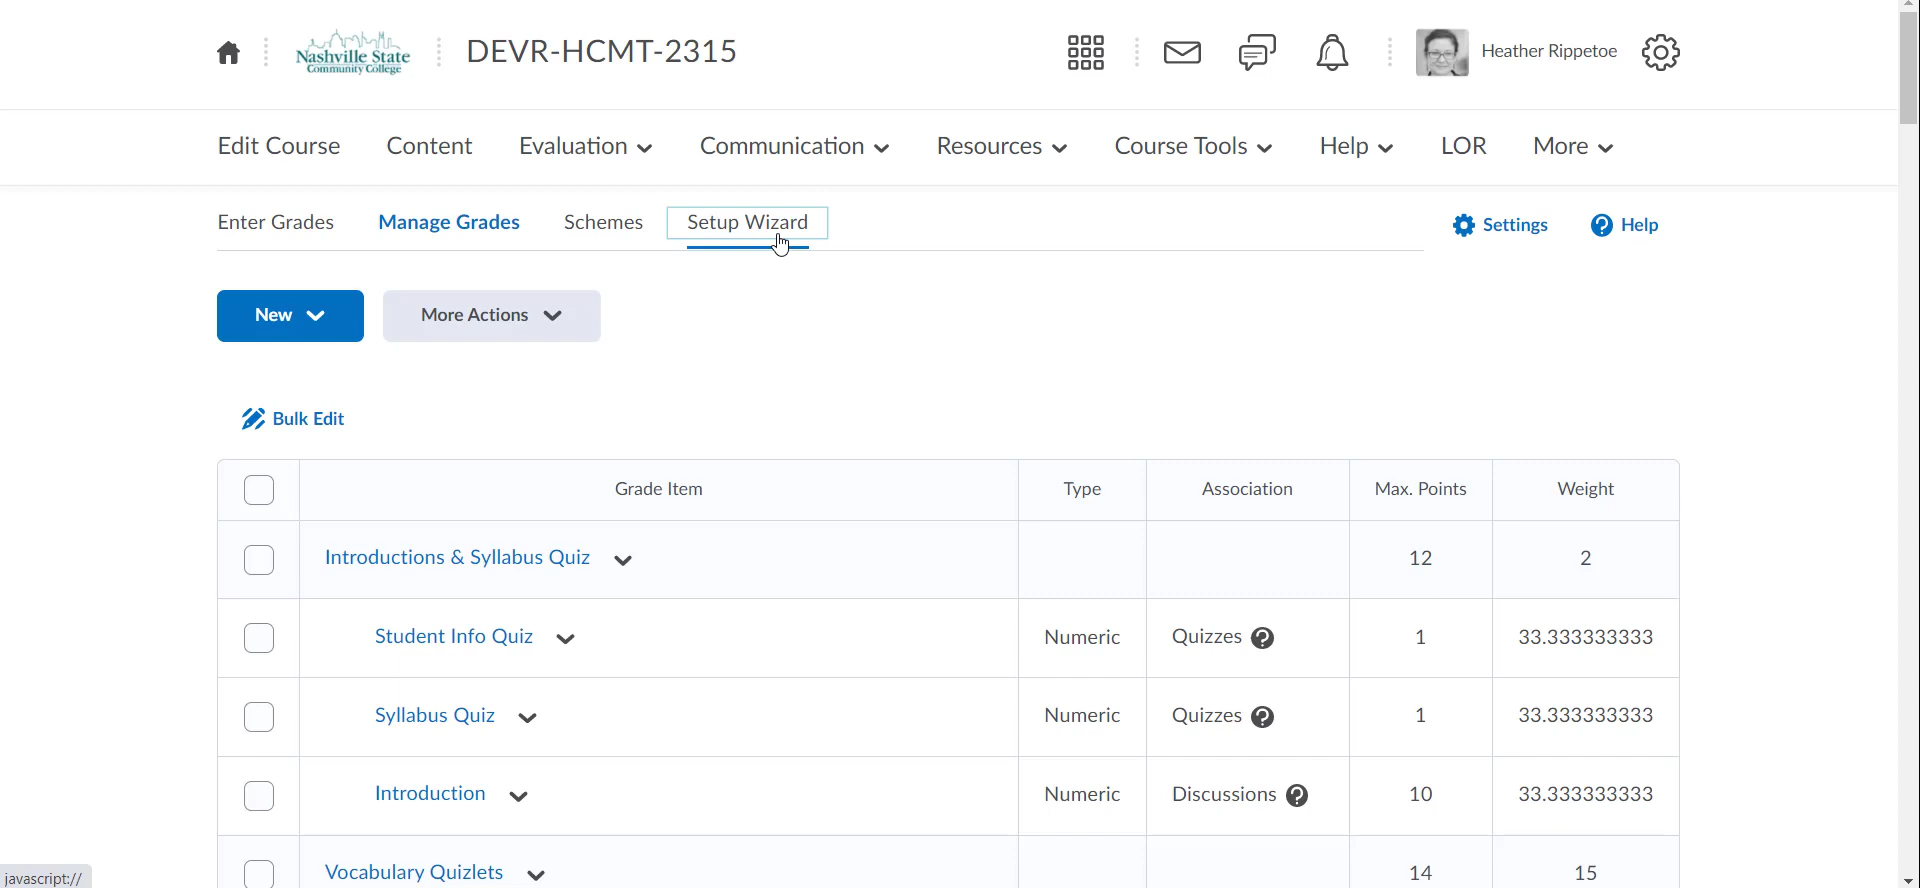 Nashville State
Community College
DEVR-HCMT-2315
Heather Rippetoe
Edit Course Content Evaluation Communication Resources Course Tools Help LOR More
Enter Grades Manage Grades Schemes Setup Wizard Settings Help
New More Actions
Bulk Edit
Grade Item Type Association Max. Points Weight
Introductions & Syllabus Quiz 12 2
Student Info Quiz Numeric Quizzes 1 33.333333333
Syllabus Quiz Numeric Quizzes 1 33.333333333
Introduction Numeric Discussions 10 33.333333333
Vocabulary Quizlets 14 15
javascript://